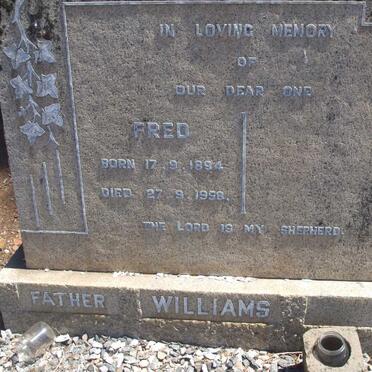 IN LOVING MEMORY
OF
OUR DEAR ONE
FRED
BORN 17.9.1894
DIED 27.9.1958.
THE LORD IS MY SHEPHERD.
FATHER WILLIAMS